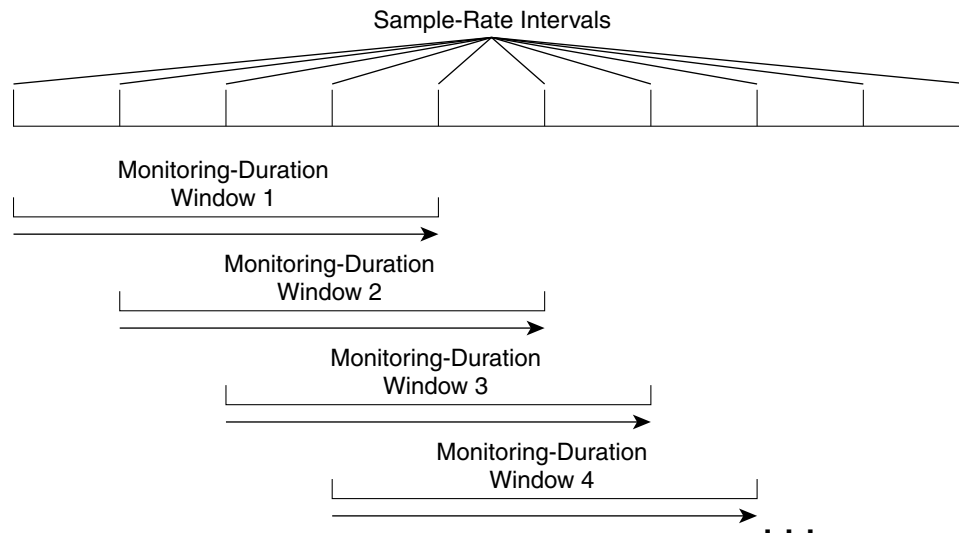 Sample-Rate Intervals
Monitoring-Duration
Window 1
Monitoring-Duration
Window 2
Monitoring-Duration
Window 3
Monitoring-Duration
Window 4
...